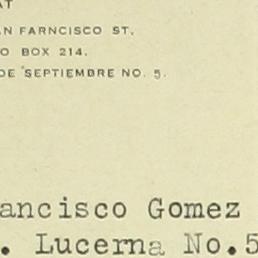 AT
AN FARNCISCO ST.
O BOX 214.
DE SEPTIEMBRE NO. 5.
ancisco Gomez
. Lucerna No.5